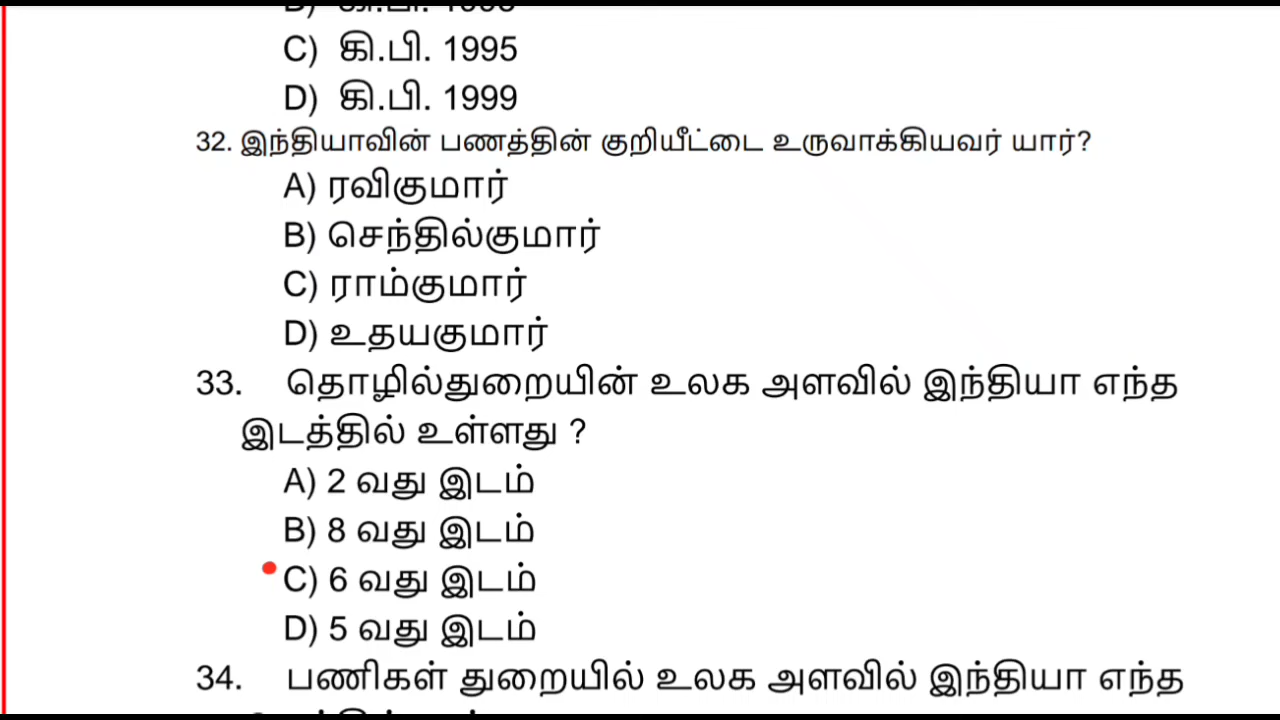 C) கி.பி. 1995
D) கி.பி. 1999
32. இந்தியாவின் பணத்தின் குறியீட்டை உருவாக்கியவர் யார்?
A) ரவிகுமார்
B) செந்தில்குமார்
C) ராம்குமார்
D) உதயகுமார்
33. தொழில்துறையின் உலக அளவில் இந்தியா எந்த
இடத்தில் உள்ளது ?
A) 2 வது இடம்
B) 8 வது இடம்
C) 6 வது இடம்
D) 5 வது இடம்
34. பணிகள் துறையில் உலக அளவில் இந்தியா எந்த